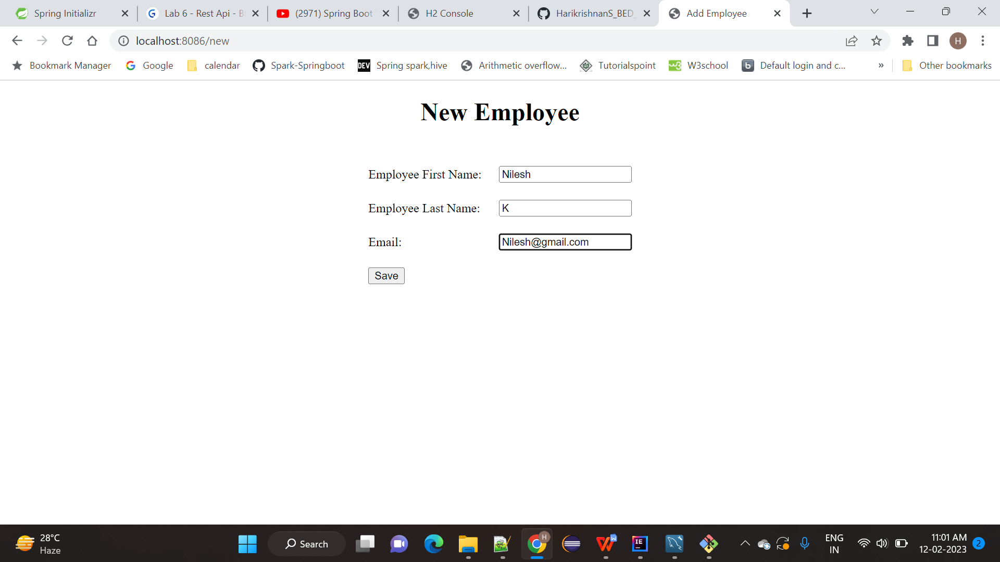 Spring Initializr
Lab 6 - Rest Api - B
(2971) Spring Boot
H2 Console
HarikrishnanS_BED_
Add Employee
localhost:8086/new
H
Bookmark Manager
Google
calendar
Spark-Springboot
DEV
Spring spark,hive
Arithmetic overflow...
Tutorialspoint
W3school
Default login and c...
»
Other bookmarks
New Employee
Employee First Name: Nilesh
Employee Last Name: K
Email: Nilesh@gmail.com
Save
28°C
Haze
Search
H
W
IE
ENG
IN
11:01 AM
12-02-2023
2